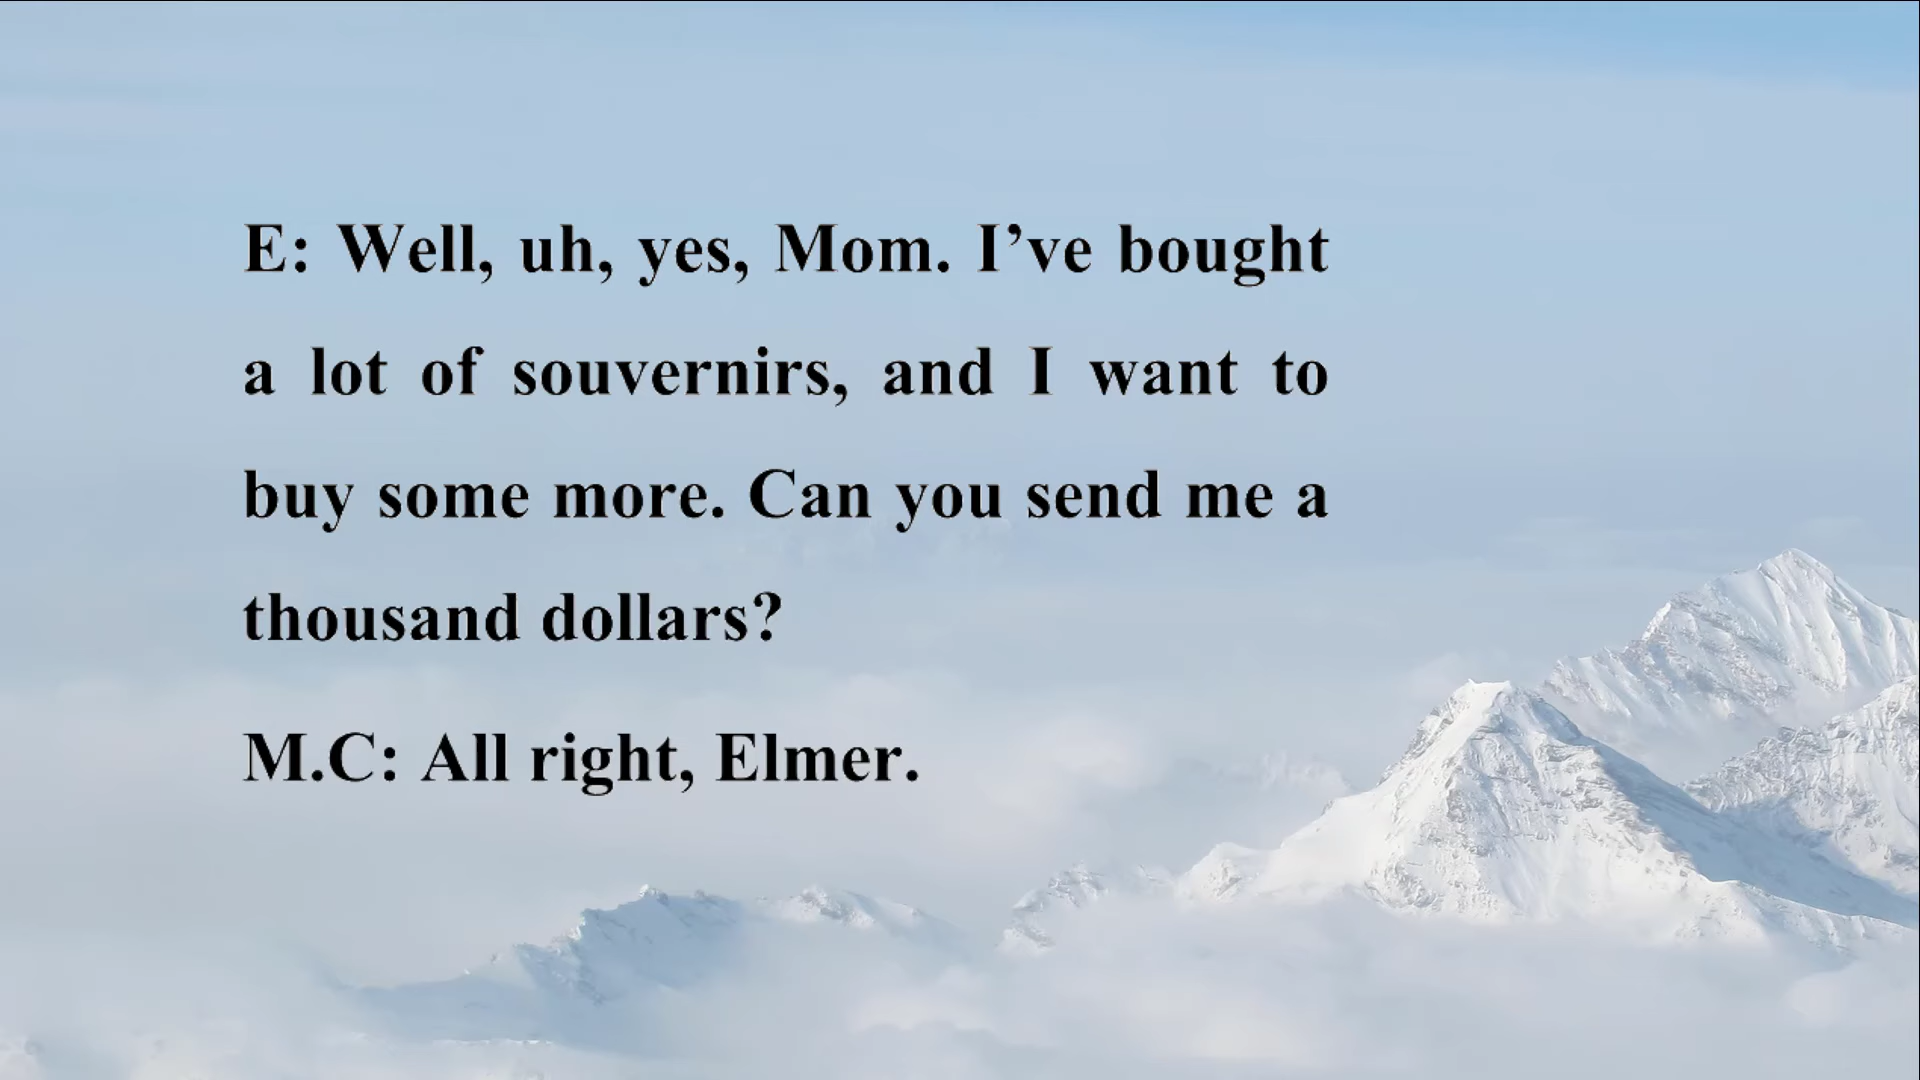 E: Well, uh, yes, Mom. I’ve bought
a lot of souvernirs, and I want to
buy some more. Can you send me a
thousand dollars?
M.C: All right, Elmer.